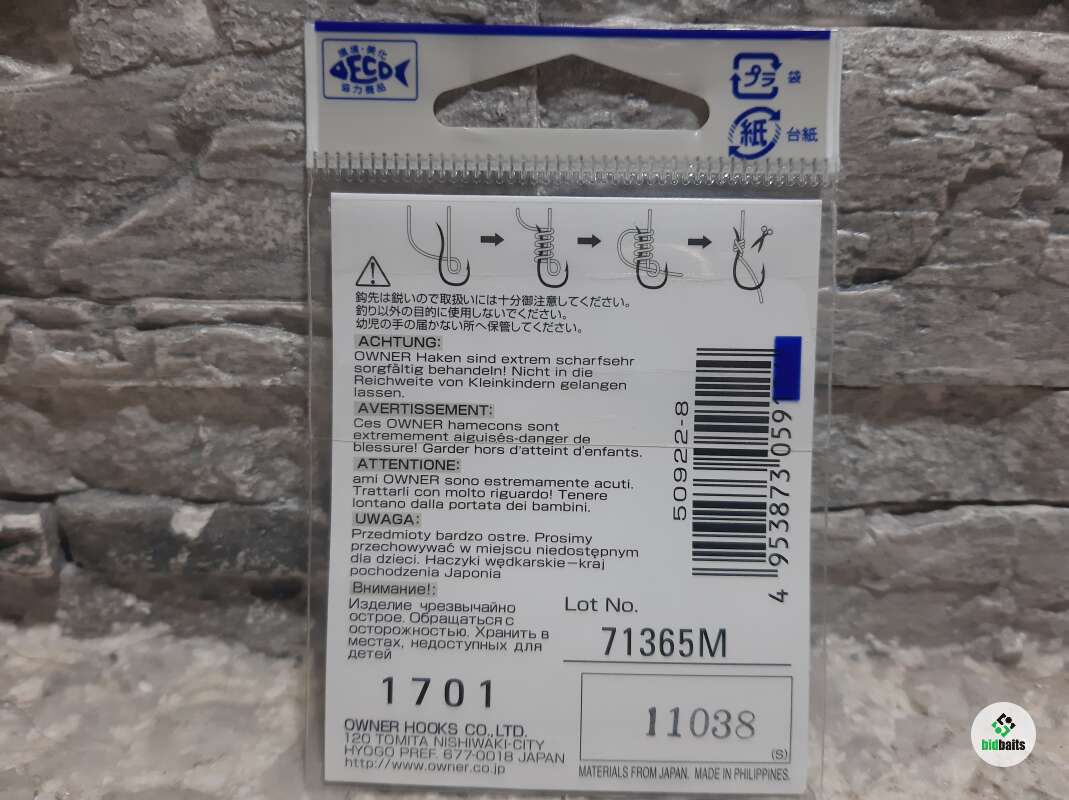 環境・美化
ECO
協力商品
プラ
袋
紙
台紙
鈎先は鋭いので取扱いには十分御注意してください。
釣り以外の目的に使用しないでください。
幼児の手の届かない所へ保管してください。
ACHTUNG:
OWNER Haken sind extrem scharfsehr
sorgfältig behandeln! Nicht in die
Reichweite von Kleinkindern gelangen
lassen.
AVERTISSEMENT:
Ces OWNER hamecons sont
extremement aiguisés-danger de
blessure! Garder hors d'atteint d'enfants.
ATTENTIONE:
ami OWNER sono estremamente acuti.
Trattarli con molto riguardo! Tenere
lontano dalla portata dei bambini.
UWAGA:
Przedmioty bardzo ostre. Prosimy
przechowywać w miejscu niedostępnym
dla dzieci. Haczyki wędkarskie-kraj
pochodzenia Japonia
Внимание!:
Изделие чрезвычайно
острое. Обращаться с
осторожностью. Хранить в
местах, недоступных для
детей
50922-8
4 953873 059
Lot No.
71365M
1701
11038
(S)
OWNER HOOKS CO.,LTD.
120 TOMITA NISHIWAKI-CITY
HYOGO PREF. 677-0018 JAPAN
http://www.owner.co.jp
MATERIALS FROM JAPAN. MADE IN PHILIPPINES.
bidbaits